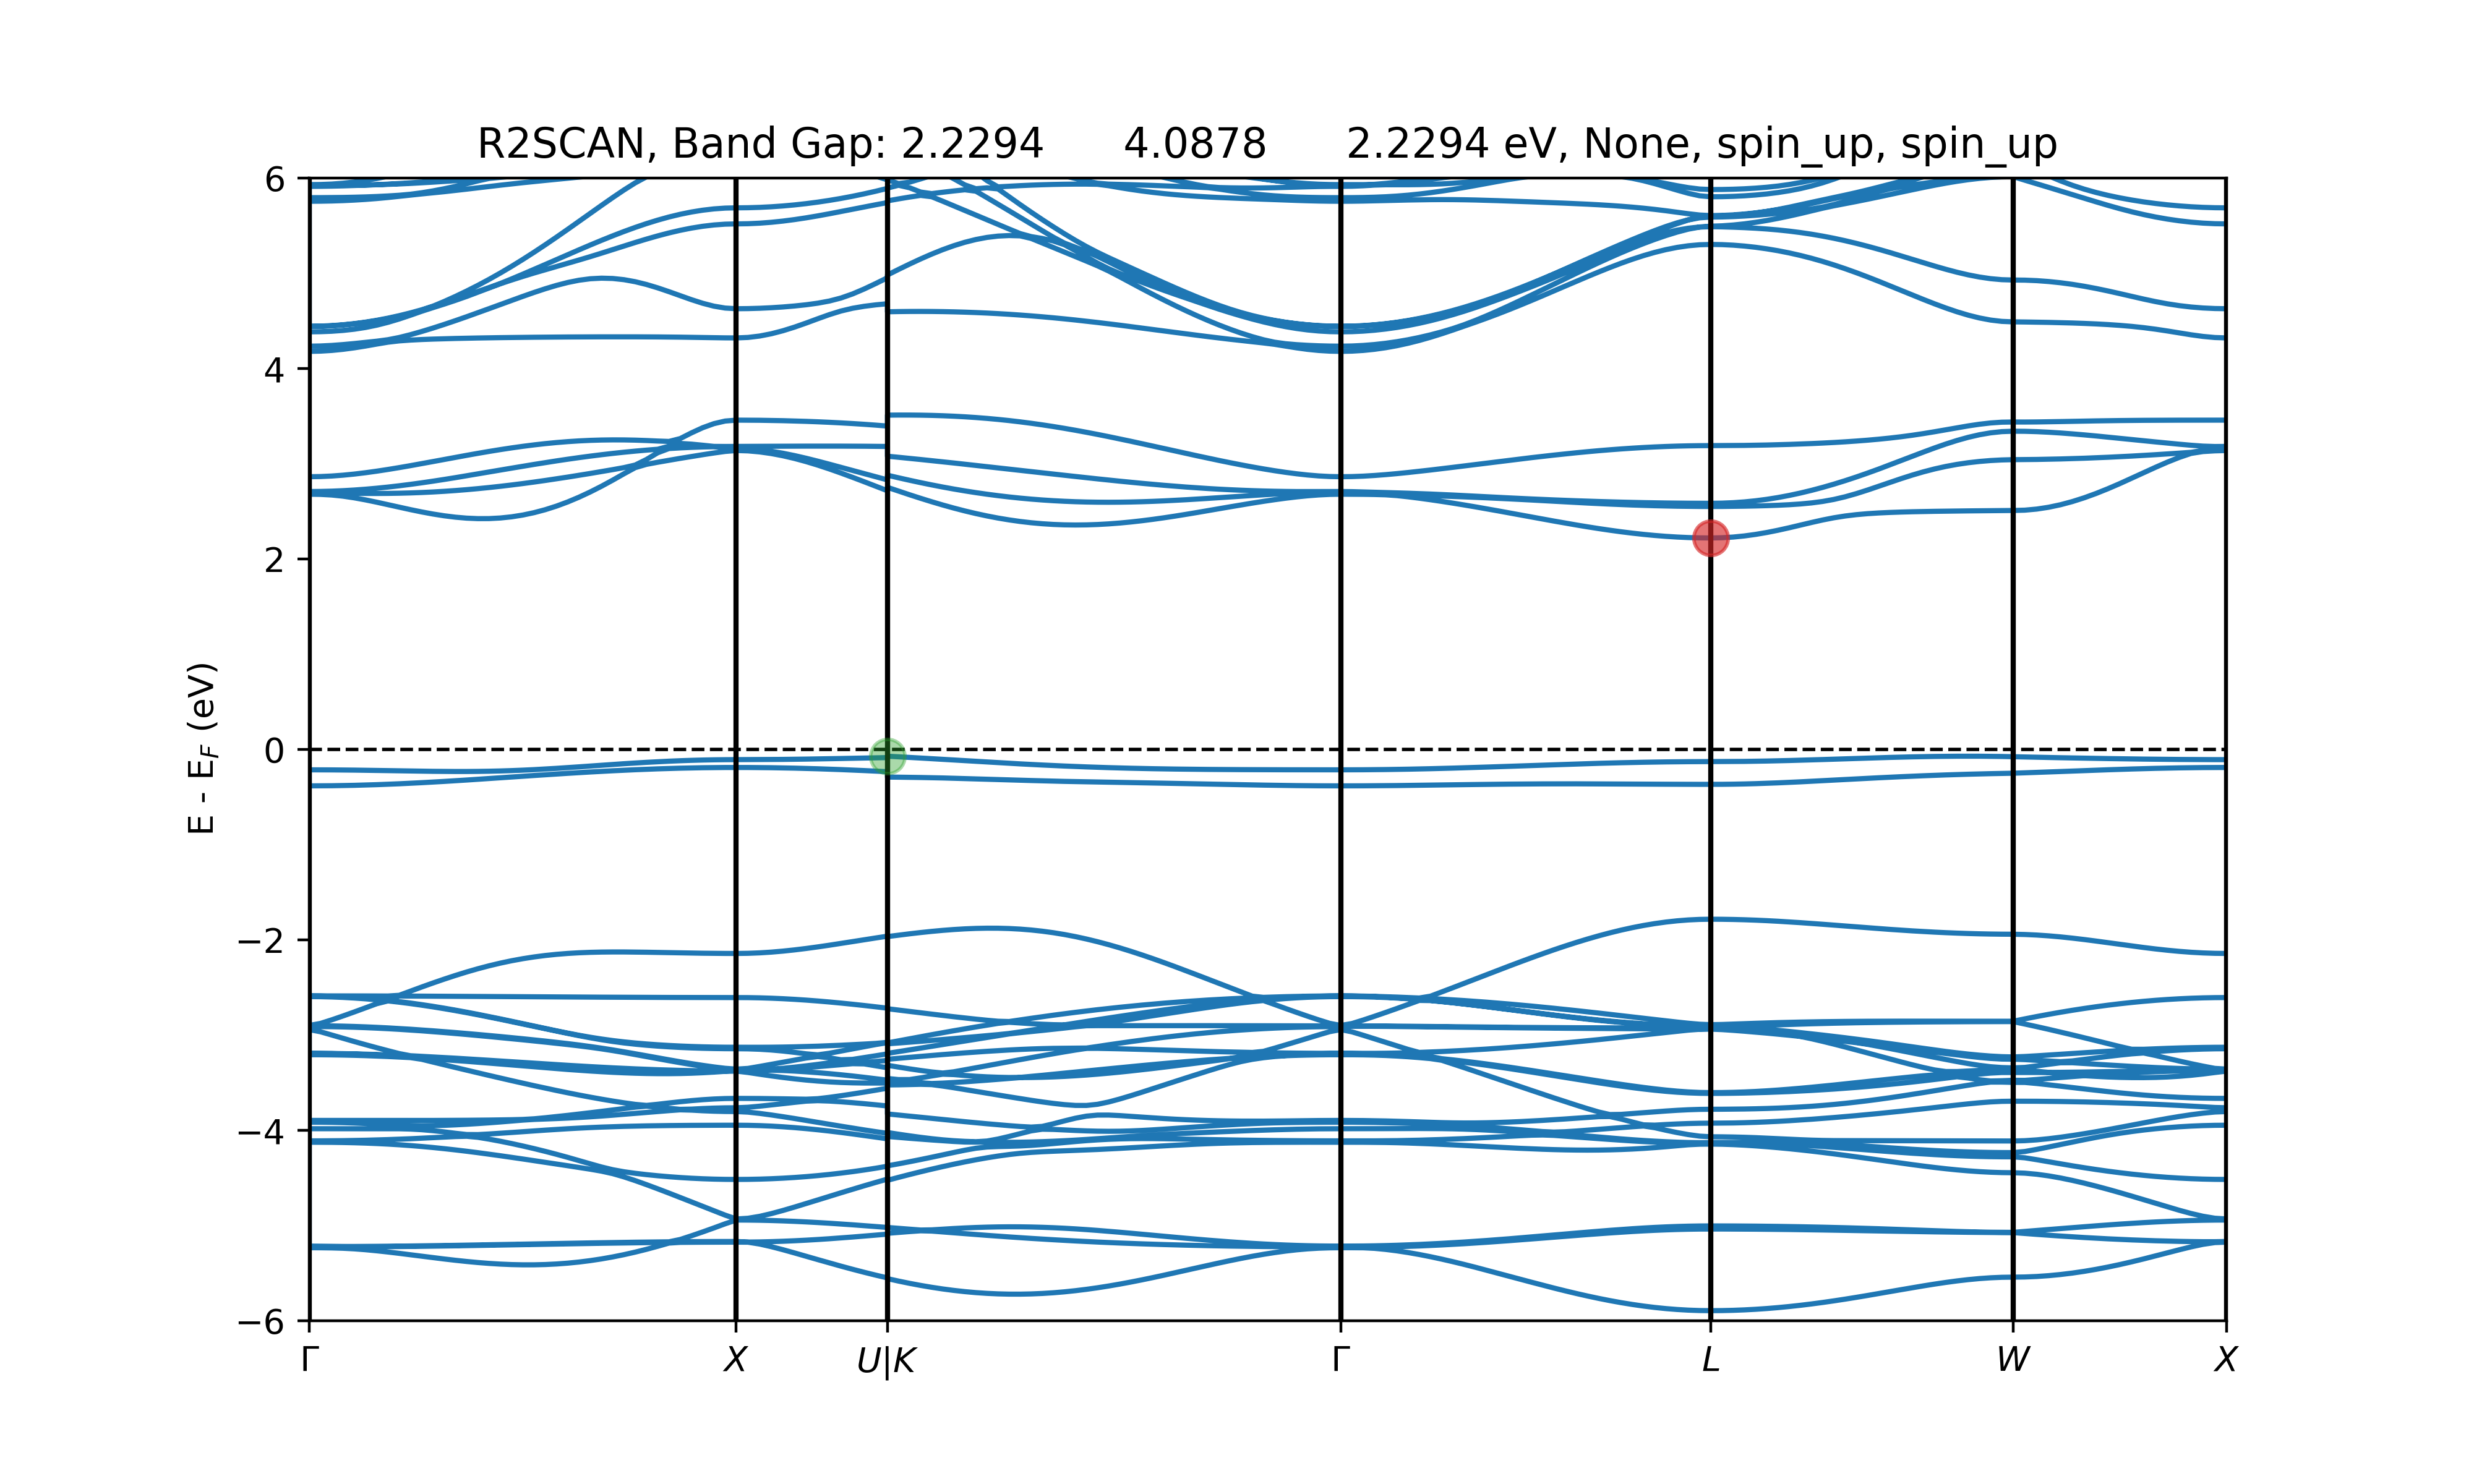 R2SCAN, Band Gap: 2.2294 4.0878 2.2294 eV, None, spin_up, spin_up
6
4
2
0
−2
−4
−6
E - E_F (eV)
Γ X U|K Γ L W X